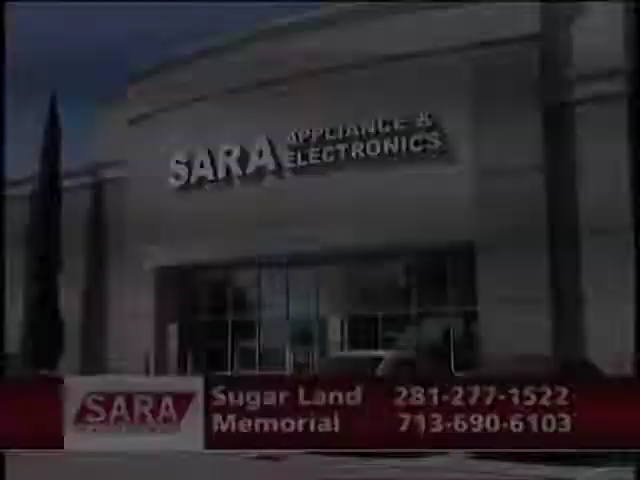 SARA APPLIANCE &
ELECTRONICS
SARA
Sugar Land 281-277-1522
Memorial 713-690-6103